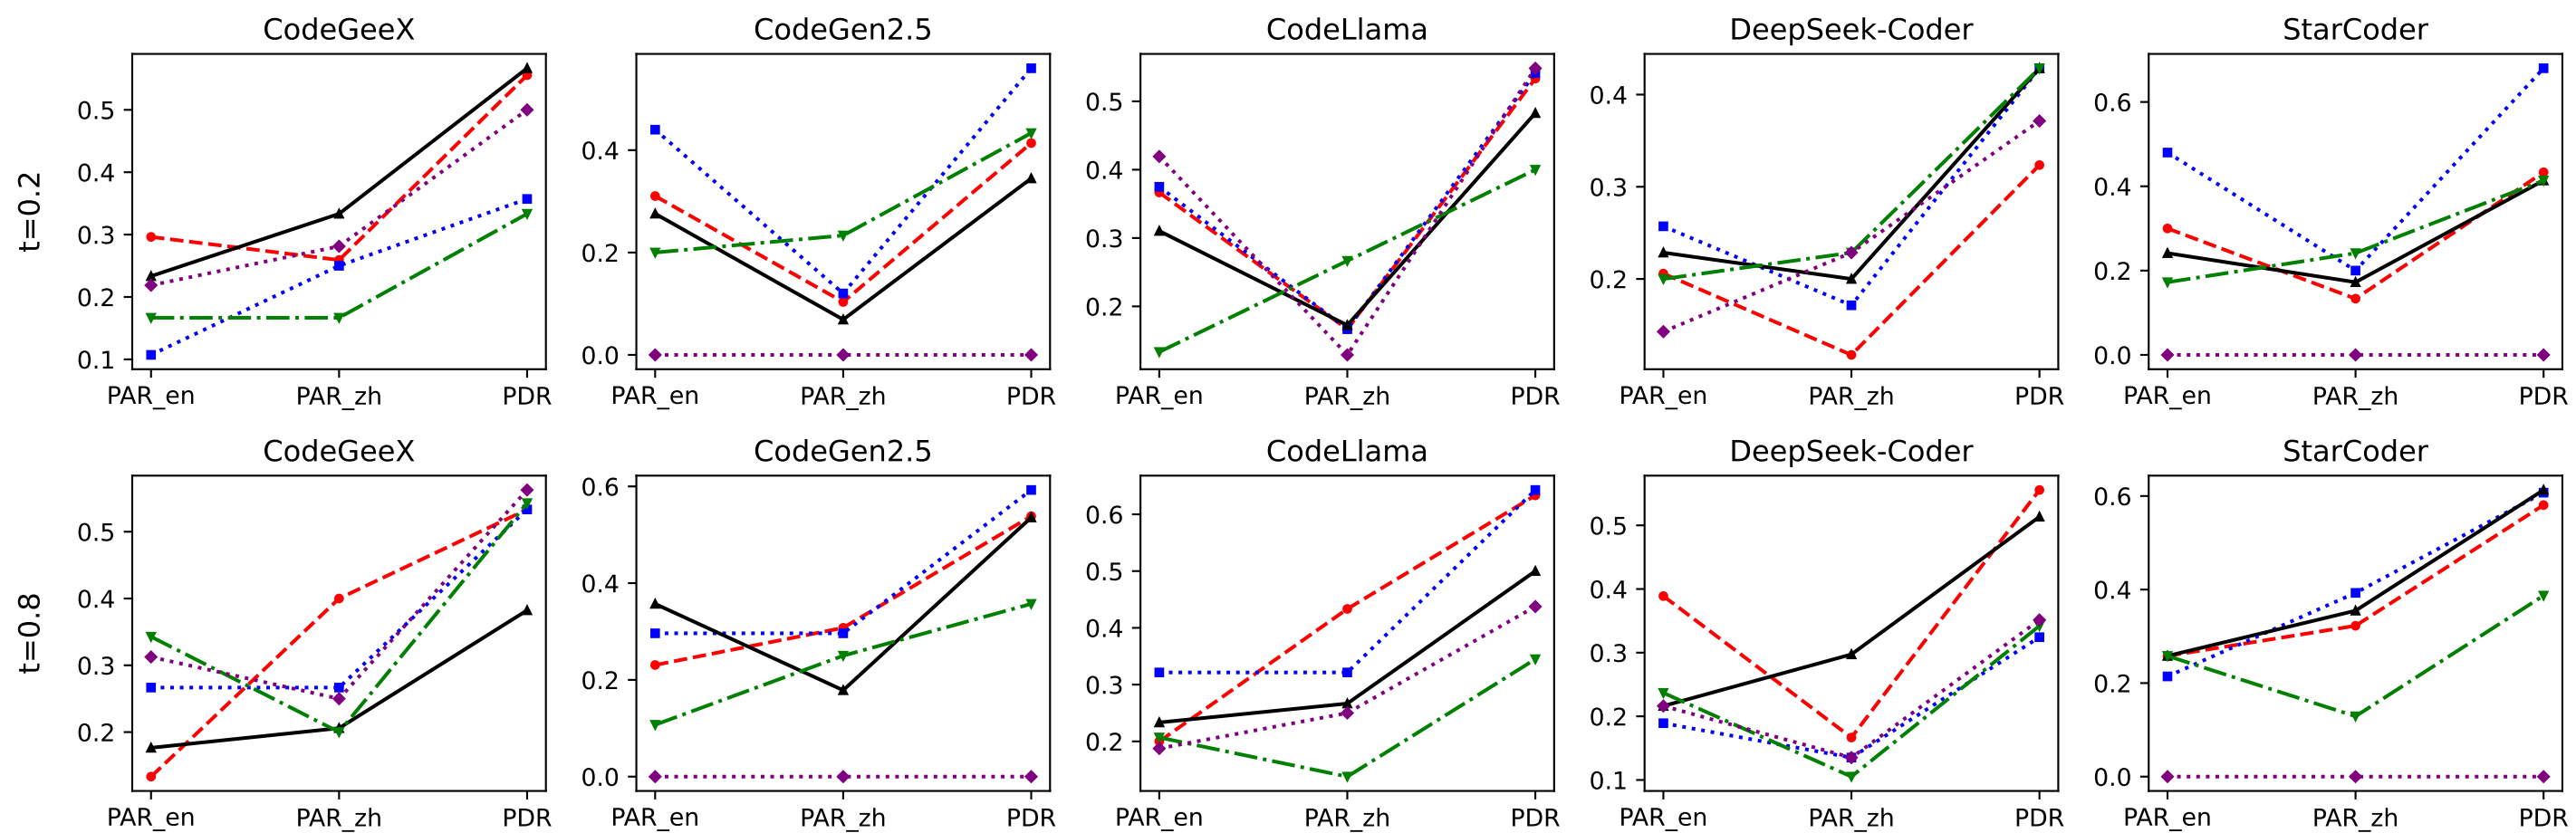 CodeGeeX CodeGen2.5 CodeLlama DeepSeek-Coder StarCoder
t=0.2
0.5 0.4 0.3 0.2 0.1
0.4 0.2 0.0
0.5 0.4 0.3 0.2
0.4 0.3 0.2
0.6 0.4 0.2 0.0
PAR_en PAR_zh PDR PAR_en PAR_zh PDR PAR_en PAR_zh PDR PAR_en PAR_zh PDR PAR_en PAR_zh PDR
CodeGeeX CodeGen2.5 CodeLlama DeepSeek-Coder StarCoder
t=0.8
0.5 0.4 0.3 0.2
0.6 0.4 0.2 0.0
0.6 0.5 0.4 0.3 0.2
0.5 0.4 0.3 0.2 0.1
0.6 0.4 0.2 0.0
PAR_en PAR_zh PDR PAR_en PAR_zh PDR PAR_en PAR_zh PDR PAR_en PAR_zh PDR PAR_en PAR_zh PDR